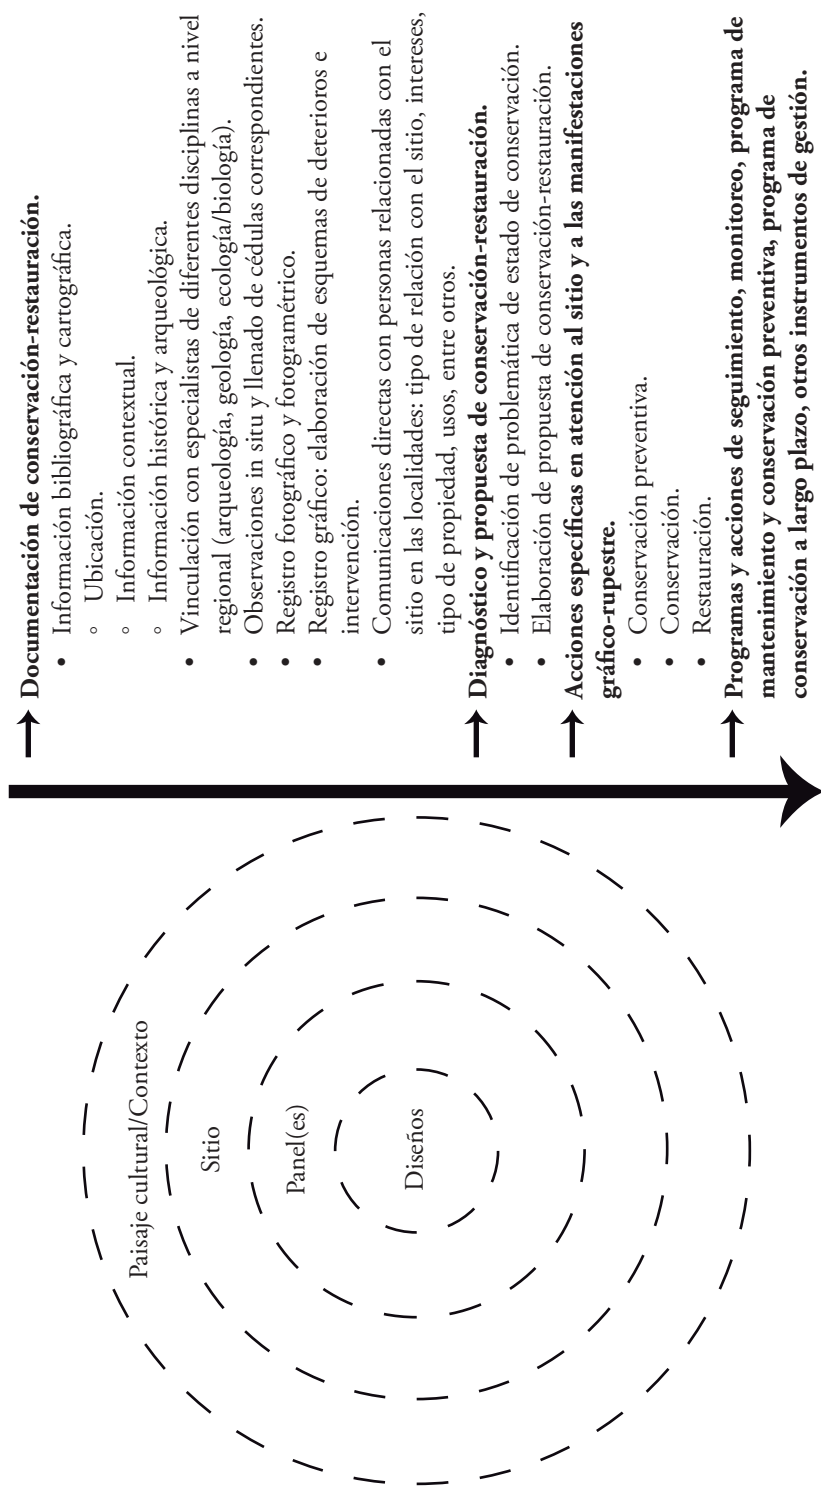 Paisaje cultural/Contexto
Sitio
Panel(es)
Diseños
Documentación de conservación-restauración.
• Información bibliográfica y cartográfica.
◦ Ubicación.
◦ Información contextual.
◦ Información histórica y arqueológica.
• Vinculación con especialistas de diferentes disciplinas a nivel
regional (arqueología, geología, ecología/biología).
• Observaciones in situ y llenado de cédulas correspondientes.
• Registro fotográfico y fotogramétrico.
• Registro gráfico: elaboración de esquemas de deterioros e
intervención.
• Comunicaciones directas con personas relacionadas con el
sitio en las localidades: tipo de relación con el sitio, intereses,
tipo de propiedad, usos, entre otros.
Diagnóstico y propuesta de conservación-restauración.
• Identificación de problemática de estado de conservación.
• Elaboración de propuesta de conservación-restauración.
Acciones específicas en atención al sitio y a las manifestaciones
gráfico-rupestre.
• Conservación preventiva.
• Conservación.
• Restauración.
Programas y acciones de seguimiento, monitoreo, programa de
mantenimiento y conservación preventiva, programa de
conservación a largo plazo, otros instrumentos de gestión.